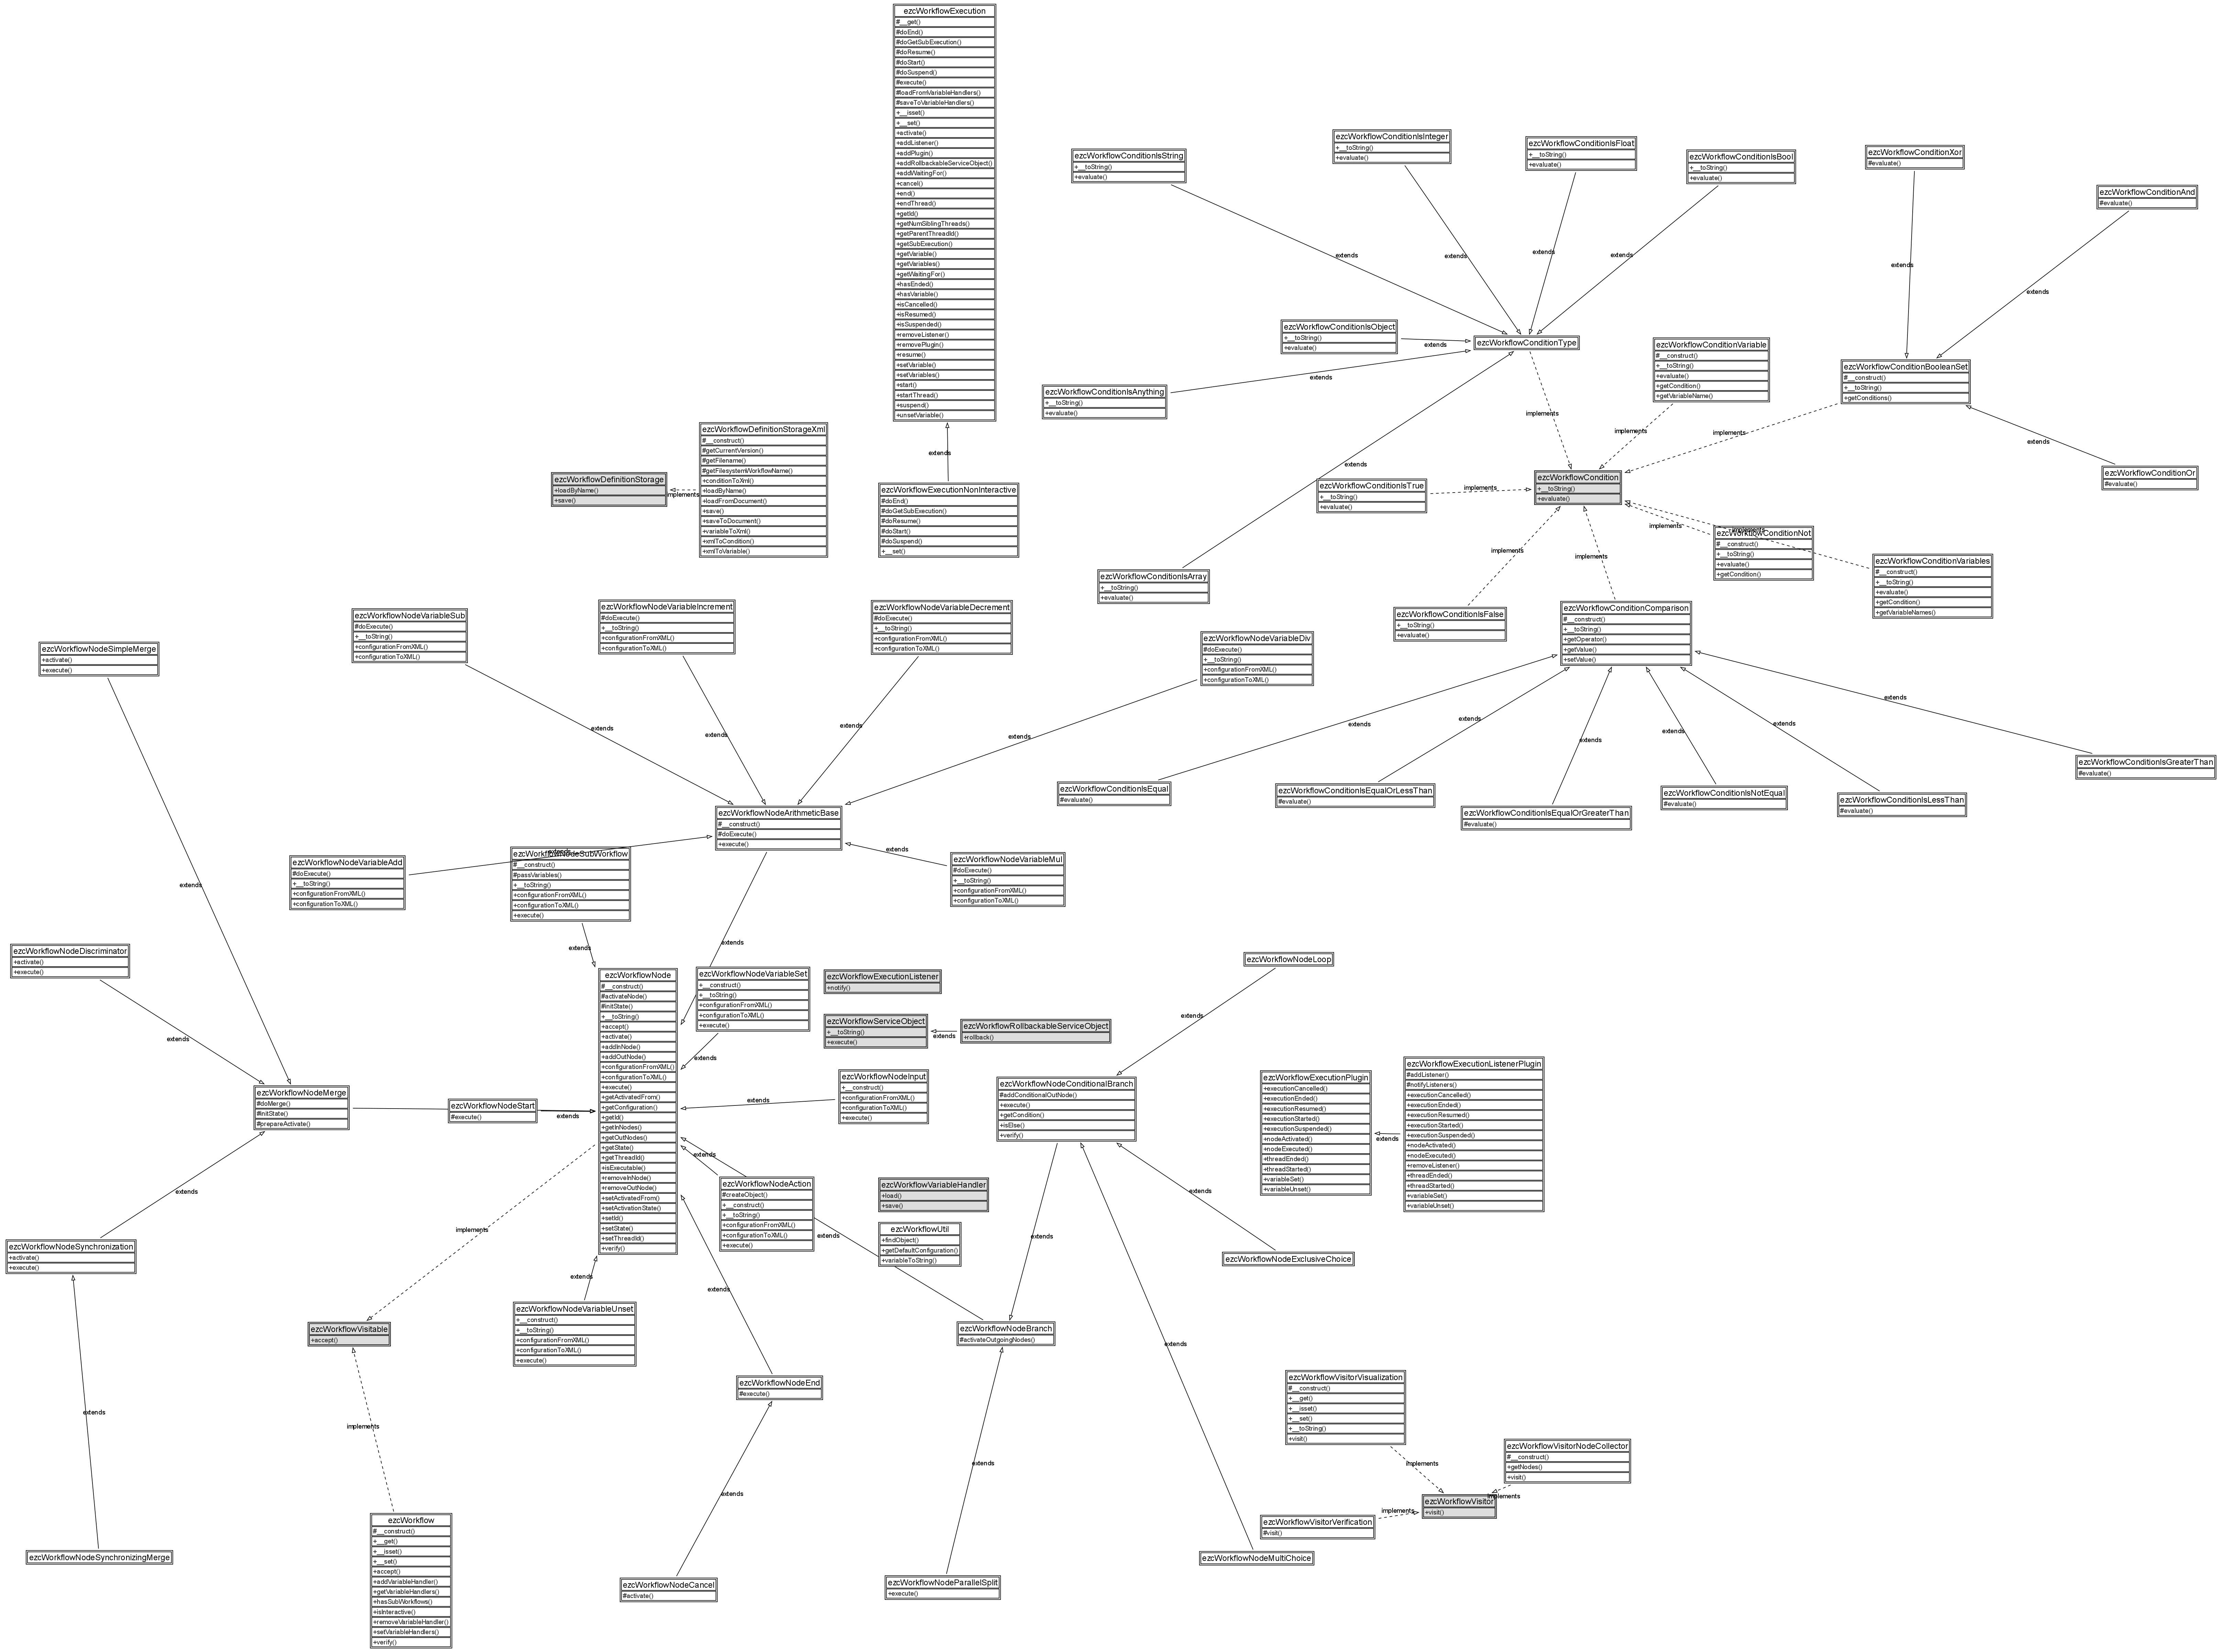 ezcWorkflowExecution
#__get()
#doEnd()
#doGetSubExecution()
#doResume()
#doStart()
#doSuspend()
#execute()
#loadFromVariableHandlers()
#saveToVariableHandlers()
+__isset()
+__set()
+activate()
+addListener()
+addPlugin()
+addRollbackableServiceObject()
+addWaitingFor()
+cancel()
+end()
+endThread()
+getId()
+getNumSiblingThreads()
+getParentThreadId()
+getSubExecution()
+getVariable()
+getVariables()
+getWaitingFor()
+hasEnded()
+hasVariable()
+isCancelled()
+isResumed()
+isSuspended()
+removeListener()
+removePlugin()
+resume()
+setVariable()
+setVariables()
+start()
+startThread()
+suspend()
+unsetVariable()
extends
ezcWorkflowExecutionNonInteractive
#doEnd()
#doGetSubExecution()
#doResume()
#doStart()
#doSuspend()
+__set()
ezcWorkflowDefinitionStorage
+loadByName()
+save()
implements
ezcWorkflowDefinitionStorageXml
#__construct()
#getCurrentVersion()
#getFilename()
#getFilesystemWorkflowName()
+conditionToXml()
+loadByName()
+loadFromDocument()
+save()
+saveToDocument()
+variableToXml()
+xmlToCondition()
+xmlToVariable()
ezcWorkflowConditionIsString
+__toString()
+evaluate()
extends
ezcWorkflowConditionIsInteger
+__toString()
+evaluate()
extends
ezcWorkflowConditionIsFloat
+__toString()
+evaluate()
extends
ezcWorkflowConditionIsBool
+__toString()
+evaluate()
extends
ezcWorkflowConditionXor
#evaluate()
extends
ezcWorkflowConditionAnd
#evaluate()
extends
ezcWorkflowConditionIsObject
+__toString()
+evaluate()
extends
ezcWorkflowConditionType
ezcWorkflowConditionIsAnything
+__toString()
+evaluate()
extends
ezcWorkflowConditionVariable
#__construct()
+__toString()
+evaluate()
+getCondition()
+getVariableName()
ezcWorkflowConditionBooleanSet
#__construct()
+__toString()
+getConditions()
implements
implements
implements
extends
ezcWorkflowConditionOr
#evaluate()
extends
ezcWorkflowConditionIsArray
+__toString()
+evaluate()
ezcWorkflowConditionIsTrue
+__toString()
+evaluate()
implements
ezcWorkflowCondition
+__toString()
+evaluate()
implements
implements
implements
implements
ezcWorkflowConditionNot
#__construct()
+__toString()
+evaluate()
+getCondition()
ezcWorkflowConditionVariables
#__construct()
+__toString()
+evaluate()
+getCondition()
+getVariableNames()
ezcWorkflowConditionIsFalse
+__toString()
+evaluate()
ezcWorkflowConditionComparison
#__construct()
+__toString()
+getOperator()
+getValue()
+setValue()
extends
extends
extends
extends
extends
extends
ezcWorkflowConditionIsEqual
#evaluate()
ezcWorkflowConditionIsEqualOrLessThan
#evaluate()
ezcWorkflowConditionIsEqualOrGreaterThan
#evaluate()
ezcWorkflowConditionIsNotEqual
#evaluate()
ezcWorkflowConditionIsLessThan
#evaluate()
ezcWorkflowConditionIsGreaterThan
#evaluate()
ezcWorkflowNodeSimpleMerge
+activate()
+execute()
extends
ezcWorkflowNodeVariableSub
#doExecute()
+__toString()
+configurationFromXML()
+configurationToXML()
extends
ezcWorkflowNodeVariableIncrement
#doExecute()
+__toString()
+configurationFromXML()
+configurationToXML()
extends
ezcWorkflowNodeVariableDecrement
#doExecute()
+__toString()
+configurationFromXML()
+configurationToXML()
extends
ezcWorkflowNodeVariableDiv
#doExecute()
+__toString()
+configurationFromXML()
+configurationToXML()
extends
ezcWorkflowNodeArithmeticBase
#__construct()
#doExecute()
+execute()
ezcWorkflowNodeVariableAdd
#doExecute()
+__toString()
+configurationFromXML()
+configurationToXML()
extends
ezcWorkflowNodeSubWorkflow
#__construct()
#passVariables()
+__toString()
+configurationFromXML()
+configurationToXML()
+execute()
extends
extends
ezcWorkflowNodeVariableMul
#doExecute()
+__toString()
+configurationFromXML()
+configurationToXML()
extends
ezcWorkflowNodeDiscriminator
+activate()
+execute()
extends
ezcWorkflowNode
#__construct()
#activateNode()
#initState()
+__toString()
+accept()
+activate()
+addInNode()
+addOutNode()
+configurationFromXML()
+configurationToXML()
+execute()
+getActivatedFrom()
+getConfiguration()
+getId()
+getInNodes()
+getOutNodes()
+getState()
+getThreadId()
+isExecutable()
+removeInNode()
+removeOutNode()
+setActivatedFrom()
+setActivationState()
+setId()
+setState()
+setThreadId()
+verify()
ezcWorkflowNodeVariableSet
+__construct()
+__toString()
+configurationFromXML()
+configurationToXML()
+execute()
extends
ezcWorkflowExecutionListener
+notify()
ezcWorkflowServiceObject
+__toString()
+execute()
extends
ezcWorkflowRollbackableServiceObject
+rollback()
ezcWorkflowNodeLoop
extends
ezcWorkflowNodeMerge
#doMerge()
#initState()
#prepareActivate()
ezcWorkflowNodeStart
#execute()
extends
extends
ezcWorkflowNodeInput
+__construct()
+configurationFromXML()
+configurationToXML()
+execute()
ezcWorkflowNodeConditionalBranch
#addConditionalOutNode()
+execute()
+getCondition()
+isElse()
+verify()
ezcWorkflowExecutionPlugin
+executionCancelled()
+executionEnded()
+executionResumed()
+executionStarted()
+executionSuspended()
+nodeActivated()
+nodeExecuted()
+threadEnded()
+threadStarted()
+variableSet()
+variableUnset()
extends
ezcWorkflowExecutionListenerPlugin
#addListener()
#notifyListeners()
+executionCancelled()
+executionEnded()
+executionResumed()
+executionStarted()
+executionSuspended()
+nodeActivated()
+nodeExecuted()
+removeListener()
+threadEnded()
+threadStarted()
+variableSet()
+variableUnset()
extends
extends
ezcWorkflowNodeAction
#createObject()
+__construct()
+__toString()
+configurationFromXML()
+configurationToXML()
+execute()
extends
ezcWorkflowVariableHandler
+load()
+save()
ezcWorkflowUtil
+findObject()
+getDefaultConfiguration()
+variableToString()
extends
extends
ezcWorkflowNodeExclusiveChoice
ezcWorkflowNodeSynchronization
+activate()
+execute()
implements
extends
extends
ezcWorkflowNodeVariableUnset
+__construct()
+__toString()
+configurationFromXML()
+configurationToXML()
+execute()
ezcWorkflowVisitable
+accept()
ezcWorkflowNodeBranch
#activateOutgoingNodes()
extends
ezcWorkflowNodeEnd
#execute()
extends
implements
extends
extends
ezcWorkflowVisitorVisualization
#__construct()
+__get()
+__isset()
+__set()
+__toString()
+visit()
implements
ezcWorkflowVisitorNodeCollector
#__construct()
+getNodes()
+visit()
implements
ezcWorkflowVisitor
+visit()
implements
ezcWorkflowVisitorVerification
#visit()
ezcWorkflowNodeSynchronizingMerge
ezcWorkflow
#__construct()
+__get()
+__isset()
+__set()
+accept()
+addVariableHandler()
+getVariableHandlers()
+hasSubWorkflows()
+isInteractive()
+removeVariableHandler()
+setVariableHandlers()
+verify()
ezcWorkflowNodeCancel
#activate()
ezcWorkflowNodeParallelSplit
+execute()
ezcWorkflowNodeMultiChoice